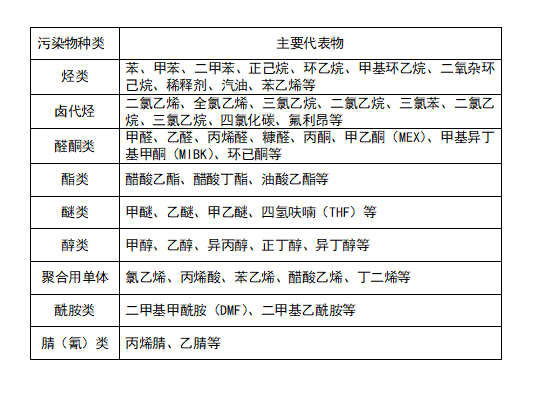 污染物种类 主要代表物
烃类 苯、甲苯、二甲苯、正己烷、环乙烷、甲基环乙烷、二氧杂环
己烷、稀释剂、汽油、苯乙烯等
卤代烃 二氯乙烯、全氯乙烯、三氯乙烷、二氯乙烷、三氯苯、二氯乙
烷、三氯乙烷、四氯化碳、氟利昂等
醛酮类 甲醛、乙醛、丙烯醛、糠醛、丙酮、甲乙酮（MEX）、甲基异丁
基甲酮（MIBK）、环已酮等
酯类 醋酸乙酯、醋酸丁酯、油酸乙酯等
醚类 甲醚、乙醚、甲乙醚、四氢呋喃（THF）等
醇类 甲醇、乙醇、异丙醇、正丁醇、异丁醇等
聚合用单体 氯乙烯、丙烯酸、苯乙烯、醋酸乙烯、丁二烯等
酰胺类 二甲基甲酰胺（DMF）、二甲基乙酰胺等
腈（氰）类 丙烯腈、乙腈等